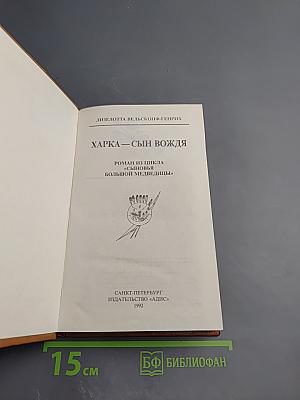 ЛИЗЕЛОТТА ВЕЛЬСКОПФ-ГЕНРИХ
ХАРКА—СЫН ВОЖДЯ
РОМАН ИЗ ЦИКЛА
«СЫНОВЬЯ
БОЛЬШОЙ МЕДВЕДИЦЫ»
САНКТ-ПЕТЕРБУРГ
ИЗДАТЕЛЬСТВО «АДИС»
1992
15 см
БФ БИБЛИОФАН